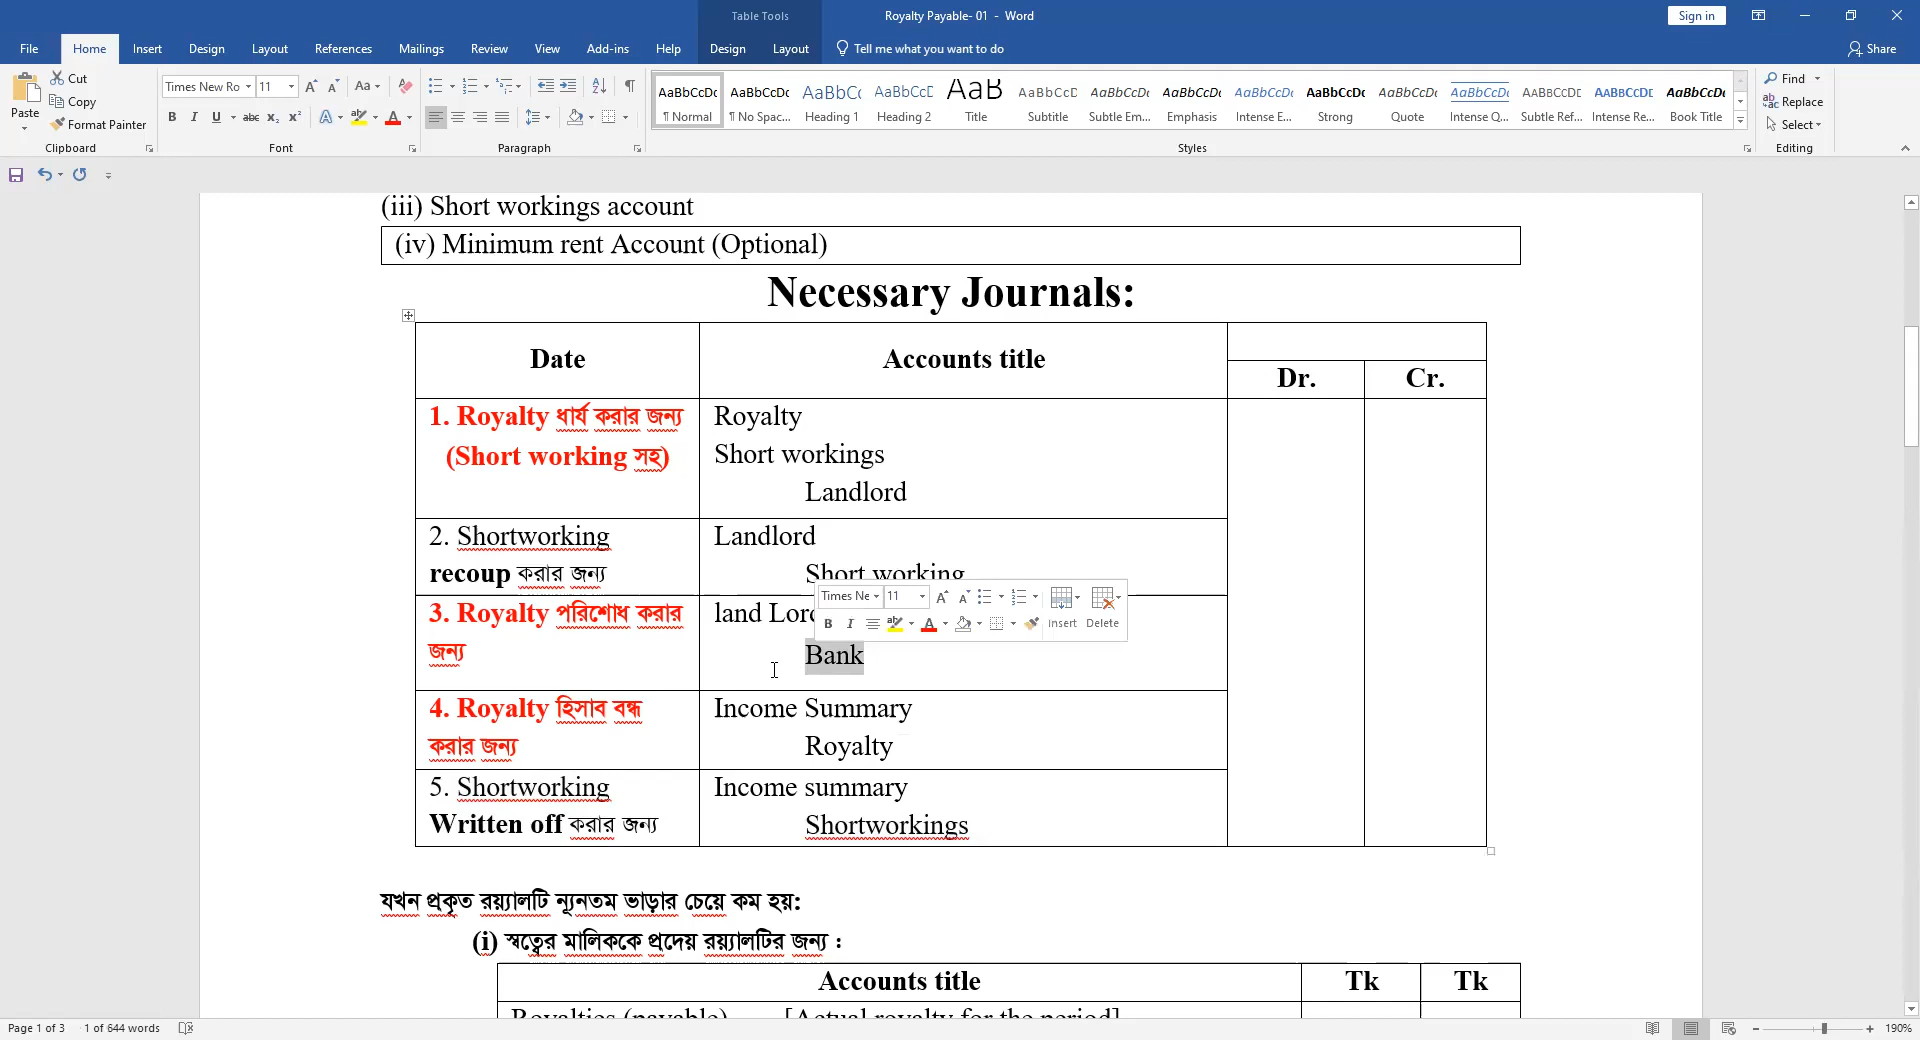 Table Tools
Royalty Payable- 01 - Word
Sign in
File Home Insert Design Layout References Mailings Review View Add-ins Help Design Layout Tell me what you want to do Share
Cut
Copy
Paste
Format Painter
Times New Ro 11
AaBbCcDc AaBbCcDc AaBbCc AaBbCcD AaB AaBbCcD AaBbCcDc AaBbCcDc AaBbCcDc AaBbCcDc AaBbCcDc AaBbCcDc AABBCCDE AABBCCDE AaBbCcDc
¶ Normal ¶ No Spac... Heading 1 Heading 2 Title Subtitle Subtle Em... Emphasis Intense E... Strong Quote Intense Q... Subtle Ref... Intense Re... Book Title
Find
Replace
Select
Clipboard Font Paragraph Styles Editing
(iii) Short workings account
(iv) Minimum rent Account (Optional)
Necessary Journals:
Date Accounts title
Dr. Cr.
1. Royalty ধার্য করার জন্য
(Short working সহ)
Royalty
Short workings
Landlord
2. Shortworking
recoup করার জন্য
Landlord
Short working
3. Royalty পরিশোধ করার
জন্য
land Lord
Bank
Times Ne 11
Insert Delete
4. Royalty হিসাব বন্ধ
করার জন্য
Income Summary
Royalty
5. Shortworking
Written off করার জন্য
Income summary
Shortworkings
যখন প্রকৃত রয়্যালটি ন্যূনতম ভাড়ার চেয়ে কম হয়:
(i) স্বত্বের মালিককে প্রদেয় রয়্যালটির জন্য :
Accounts title Tk Tk
Royalties (payable) [Actual royalty for the period]
Page 1 of 3 1 of 644 words 190%